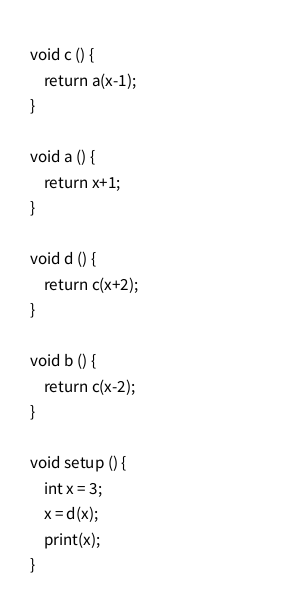 void c () {
    return a(x-1);
}

void a () {
    return x+1;
}

void d () {
    return c(x+2);
}

void b () {
    return c(x-2);
}

void setup () {
    int x = 3;
    x = d(x);
    print(x);
}